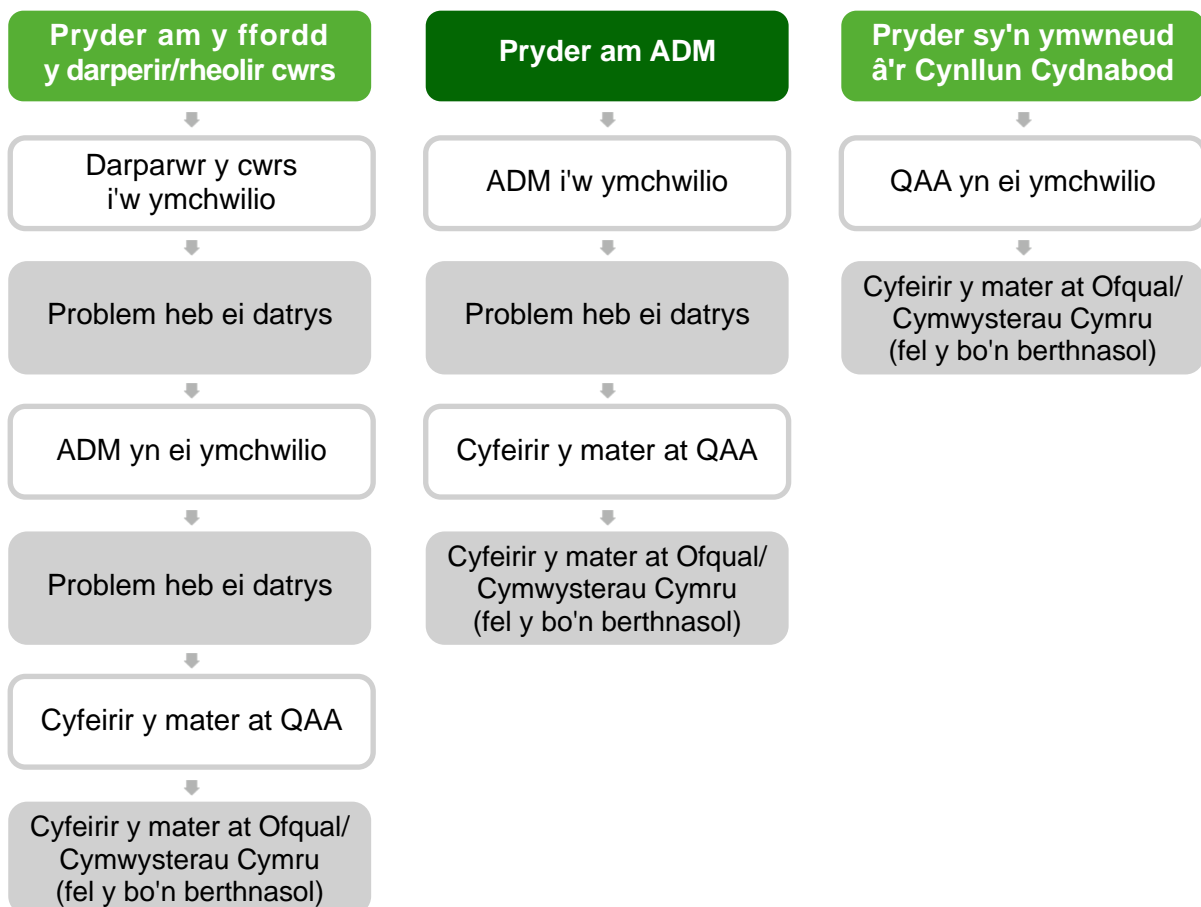 Pryder am y ffordd
y darperir/rheolir cwrs
Darparwr y cwrs
i'w ymchwilio
Problem heb ei datrys
ADM yn ei ymchwilio
Problem heb ei datrys
Cyfeirir y mater at QAA
Cyfeirir y mater at Ofqual/
Cymwysterau Cymru
(fel y bo'n berthnasol)
Pryder am ADM
ADM i'w ymchwilio
Problem heb ei datrys
Cyfeirir y mater at QAA
Cyfeirir y mater at Ofqual/
Cymwysterau Cymru
(fel y bo'n berthnasol)
Pryder sy'n ymwneud
â'r Cynllun Cydnabod
QAA yn ei ymchwilio
Cyfeirir y mater at Ofqual/
Cymwysterau Cymru
(fel y bo'n berthnasol)